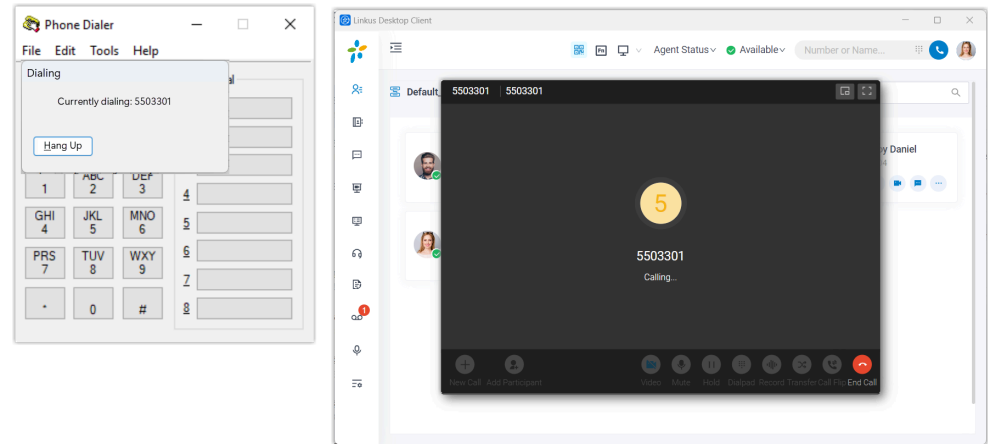 Phone Dialer
File Edit Tools Help
Dialing
Currently dialing: 5503301
Hang Up
ABC DEF
1 2 3
GHI JKL MNO
4 5 6
PRS TUV WXY
7 8 9
* 0 #
4
5
6
7
8
Linkus Desktop Client
Agent Status Available Number or Name...
Default_
5503301 5503301
y Daniel
5
5503301
Calling...
1
New Call Add Participant Video Mute Hold Dialpad Record Transfer Call Flip End Call